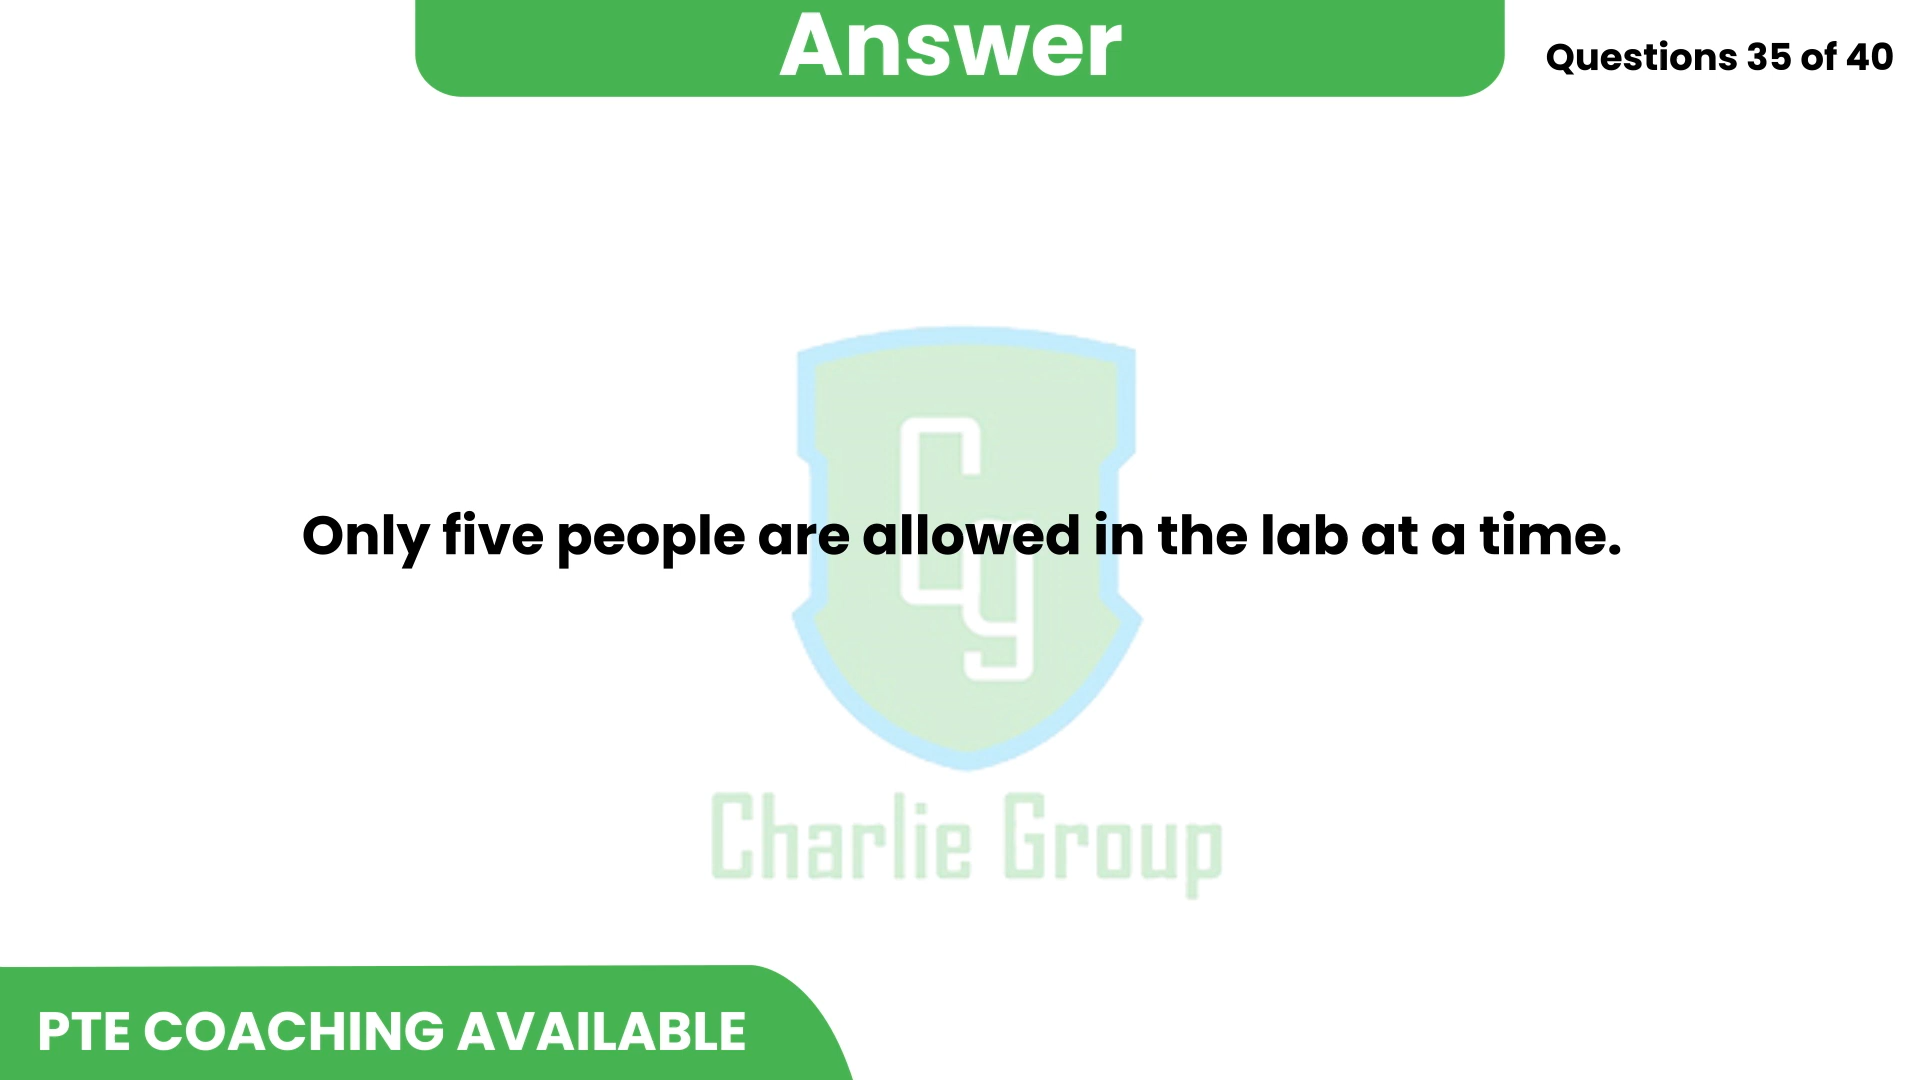 Answer
Questions 35 of 40
Only five people are allowed in the lab at a time.
Cg
Charlie Group
PTE COACHING AVAILABLE